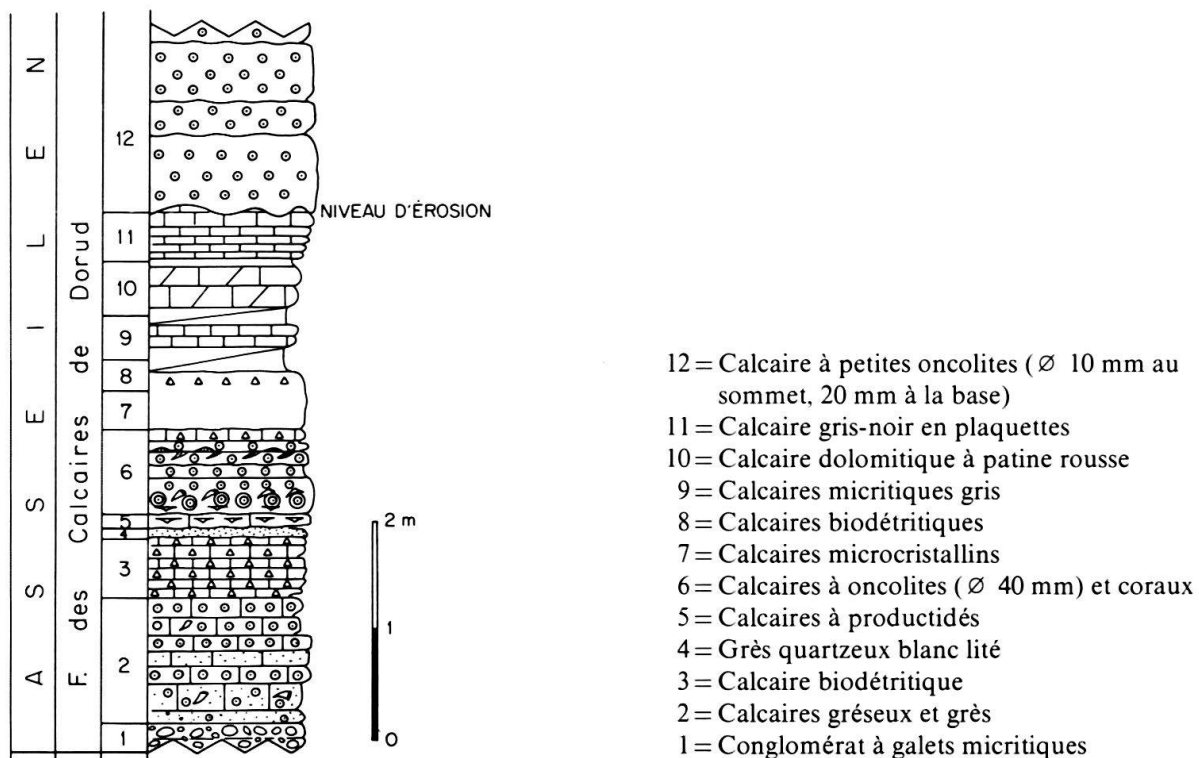 ASSEILEN
F. des Calcaires de Dorud
12
11
10
9
8
7
6
5
4
3
2
1
NIVEAU D'ÉROSION
2 m
1
0
12 = Calcaire à petites oncolites (Ø 10 mm au
sommet, 20 mm à la base)
11 = Calcaire gris-noir en plaquettes
10 = Calcaire dolomitique à patine rousse
9 = Calcaires micritiques gris
8 = Calcaires biodétritiques
7 = Calcaires microcristallins
6 = Calcaires à oncolites (Ø 40 mm) et coraux
5 = Calcaires à productidés
4 = Grès quartzeux blanc lité
3 = Calcaire biodétritique
2 = Calcaires gréseux et grès
1 = Conglomérat à galets micritiques